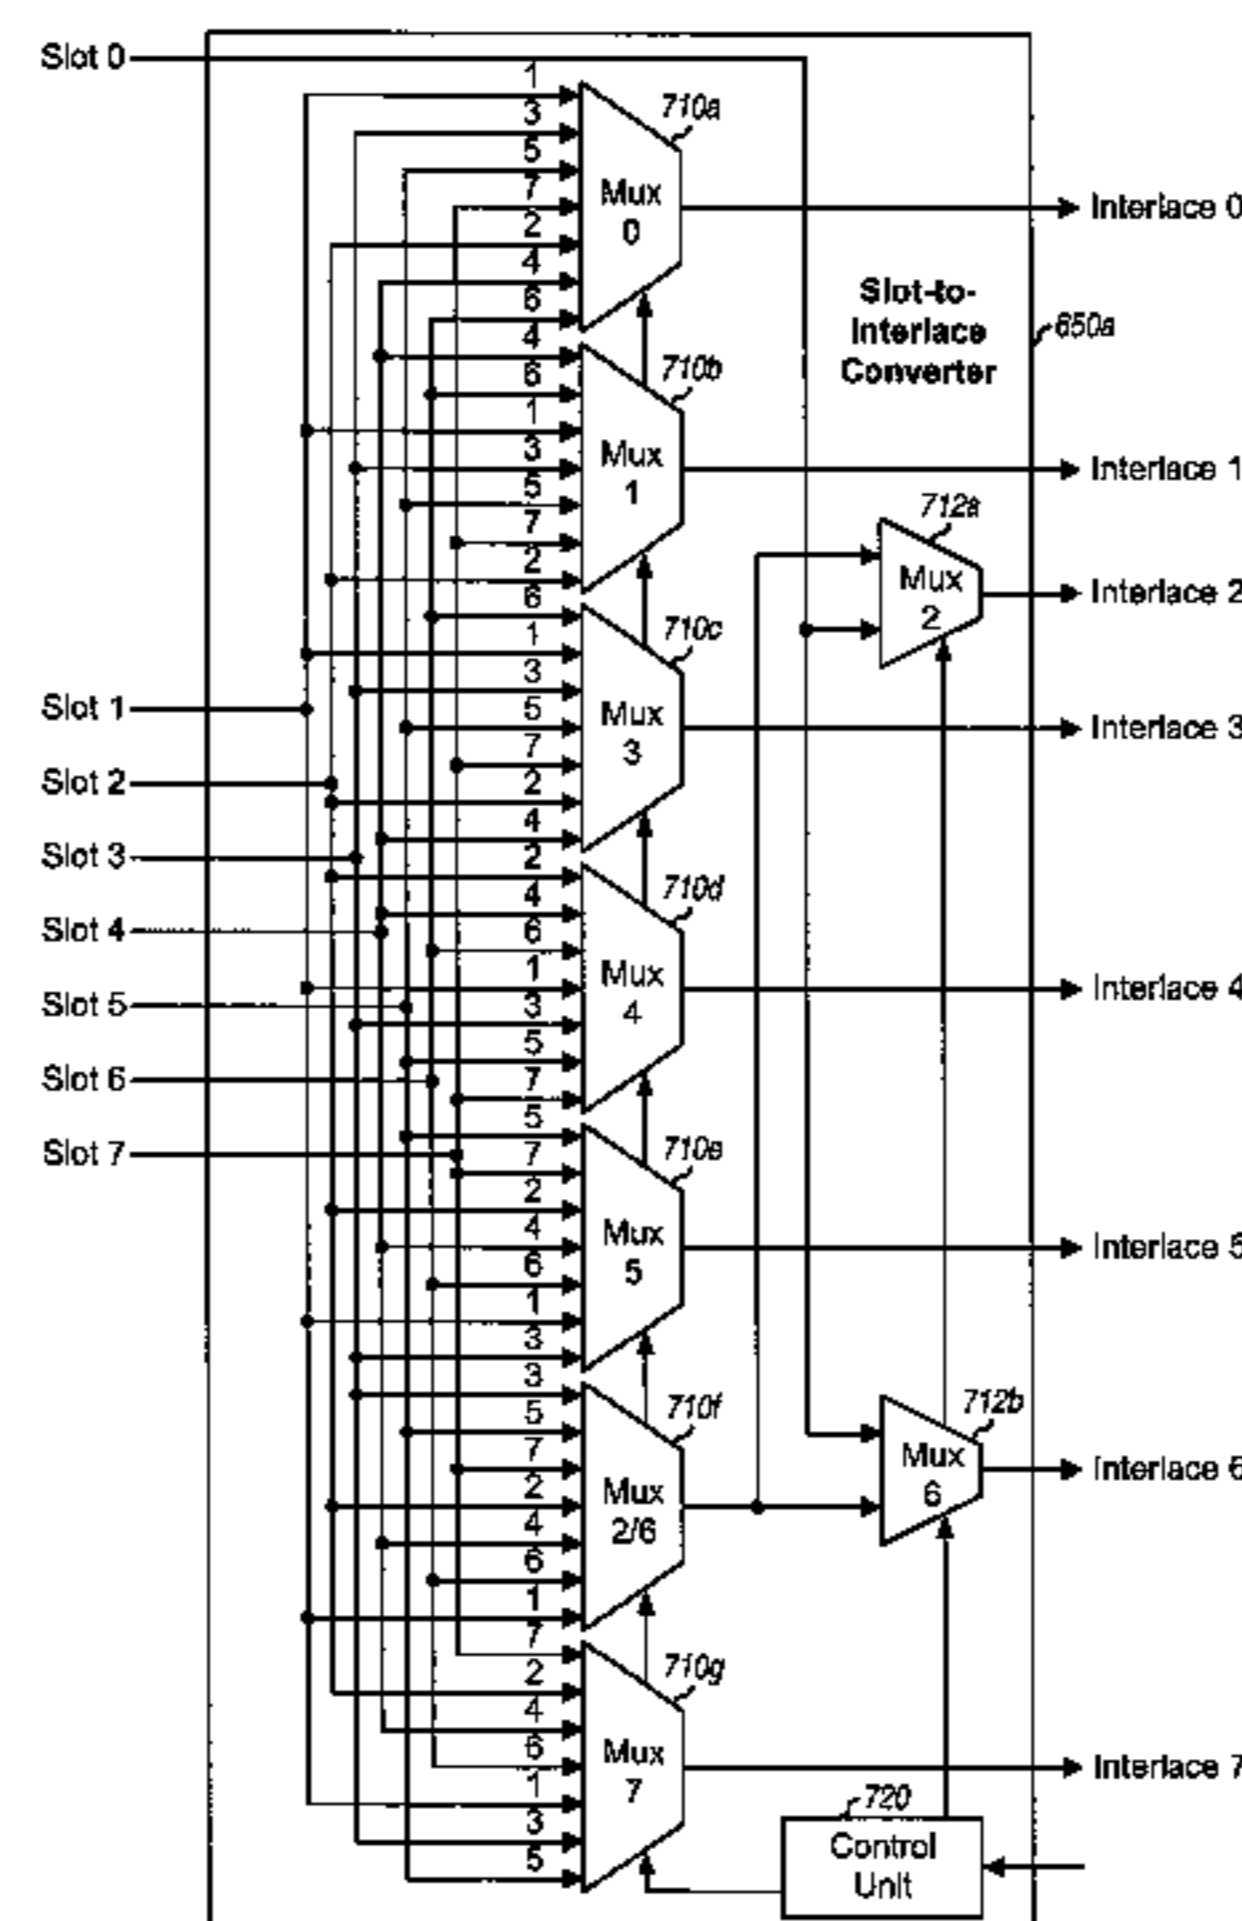 Slot 0
1
3
5
7
2
4
6
710a
Mux
0
Interlace 0
Slot-to-
Interlace
Converter
650a
4
6
1
3
5
7
2
710b
Mux
1
Interlace 1
712a
Mux
2
Interlace 2
6
1
3
5
7
2
4
710c
Mux
3
Interlace 3
Slot 1
Slot 2
Slot 3
Slot 4
Slot 5
Slot 6
Slot 7
2
4
6
1
3
5
7
710d
Mux
4
Interlace 4
5
7
2
4
6
1
3
710e
Mux
5
Interlace 5
3
5
7
2
4
6
1
710f
Mux
2/6
712b
Mux
6
Interlace 6
7
2
4
6
1
3
5
710g
Mux
7
Interlace 7
720
Control
Unit